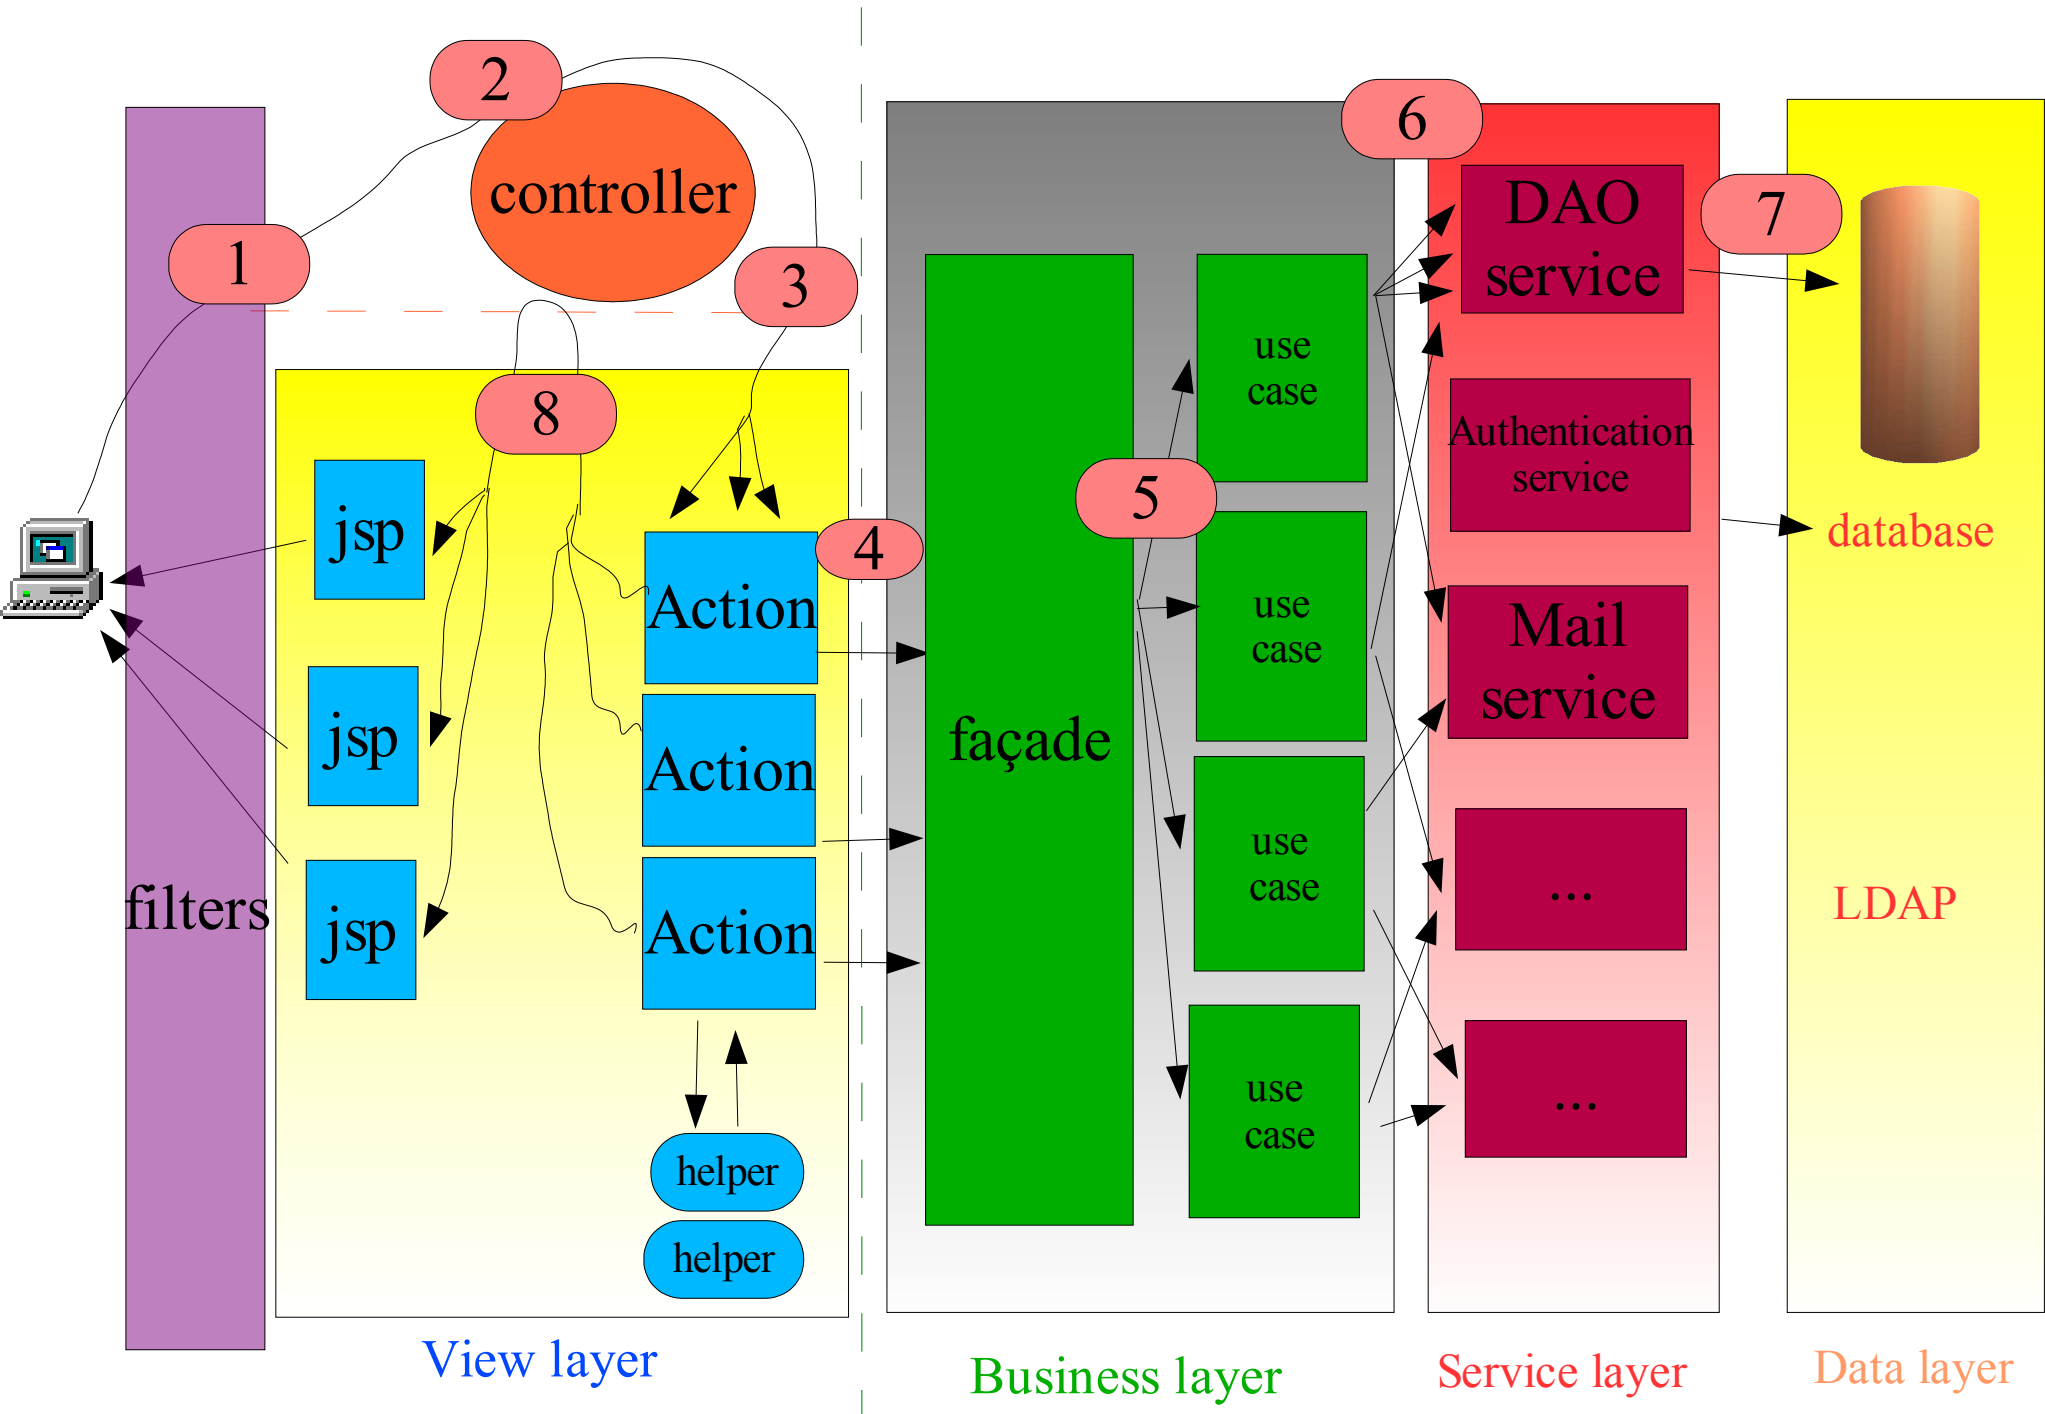 2
controller
1
3
8
jsp
jsp
jsp
filters
Action
Action
Action
helper
helper
View layer
4
façade
5
use
case
use
case
use
case
use
case
Business layer
6
DAO
service
Authentication
service
Mail
service
...
...
Service layer
7
database
LDAP
Data layer